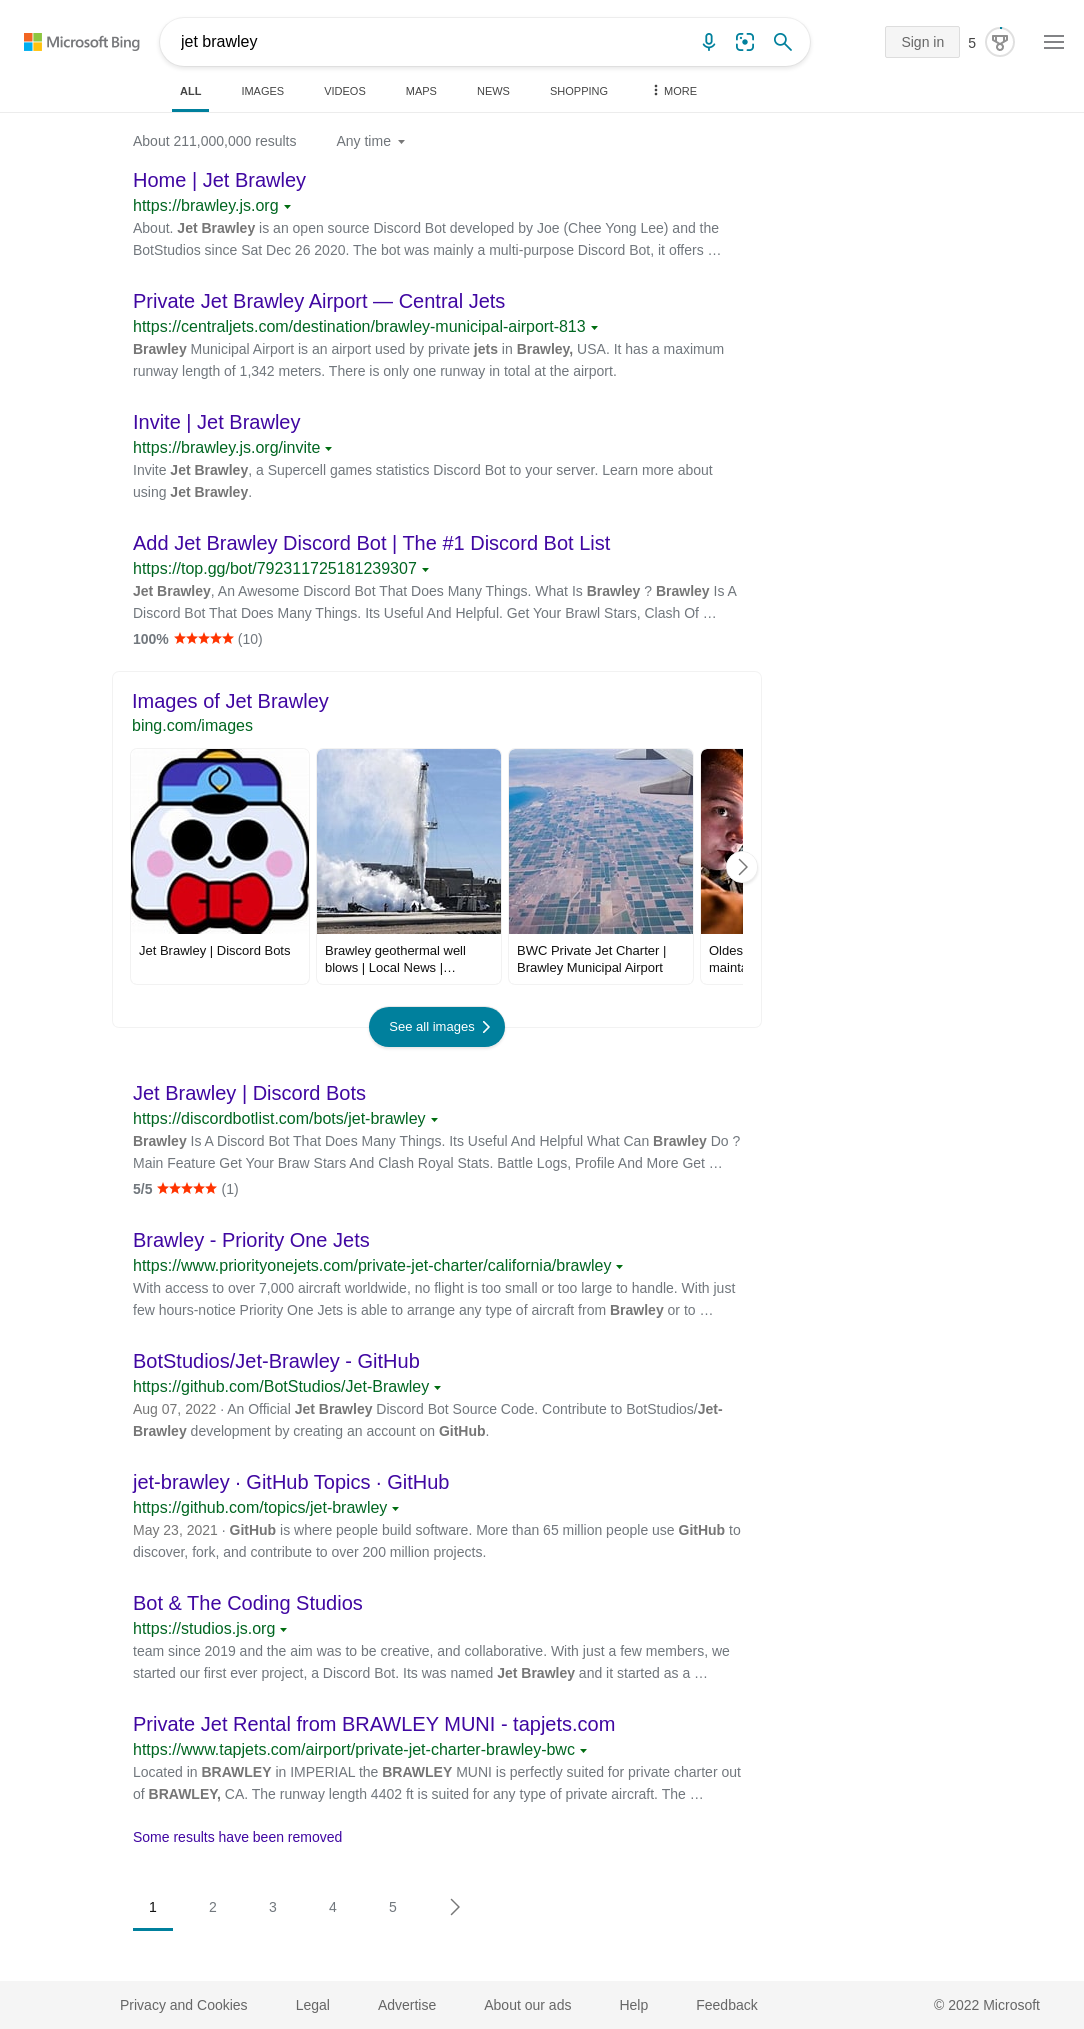 Microsoft Bing
jet brawley
Sign in
5
ALL
IMAGES
VIDEOS
MAPS
NEWS
SHOPPING
MORE
About 211,000,000 results
Any time
Home | Jet Brawley
https://brawley.js.org
About. Jet Brawley is an open source Discord Bot developed by Joe (Chee Yong Lee) and the
BotStudios since Sat Dec 26 2020. The bot was mainly a multi-purpose Discord Bot, it offers …
Private Jet Brawley Airport — Central Jets
https://centraljets.com/destination/brawley-municipal-airport-813
Brawley Municipal Airport is an airport used by private jets in Brawley, USA. It has a maximum
runway length of 1,342 meters. There is only one runway in total at the airport.
Invite | Jet Brawley
https://brawley.js.org/invite
Invite Jet Brawley, a Supercell games statistics Discord Bot to your server. Learn more about
using Jet Brawley.
Add Jet Brawley Discord Bot | The #1 Discord Bot List
https://top.gg/bot/792311725181239307
Jet Brawley, An Awesome Discord Bot That Does Many Things. What Is Brawley ? Brawley Is A
Discord Bot That Does Many Things. Its Useful And Helpful. Get Your Brawl Stars, Clash Of …
100% (10)
Images of Jet Brawley
bing.com/images
Jet Brawley | Discord Bots
Brawley geothermal well
blows | Local News |…
BWC Private Jet Charter |
Brawley Municipal Airport
Oldes
mainta
See all images
Jet Brawley | Discord Bots
https://discordbotlist.com/bots/jet-brawley
Brawley Is A Discord Bot That Does Many Things. Its Useful And Helpful What Can Brawley Do ?
Main Feature Get Your Braw Stars And Clash Royal Stats. Battle Logs, Profile And More Get …
5/5 (1)
Brawley - Priority One Jets
https://www.priorityonejets.com/private-jet-charter/california/brawley
With access to over 7,000 aircraft worldwide, no flight is too small or too large to handle. With just
few hours-notice Priority One Jets is able to arrange any type of aircraft from Brawley or to …
BotStudios/Jet-Brawley - GitHub
https://github.com/BotStudios/Jet-Brawley
Aug 07, 2022 · An Official Jet Brawley Discord Bot Source Code. Contribute to BotStudios/Jet-
Brawley development by creating an account on GitHub.
jet-brawley · GitHub Topics · GitHub
https://github.com/topics/jet-brawley
May 23, 2021 · GitHub is where people build software. More than 65 million people use GitHub to
discover, fork, and contribute to over 200 million projects.
Bot & The Coding Studios
https://studios.js.org
team since 2019 and the aim was to be creative, and collaborative. With just a few members, we
started our first ever project, a Discord Bot. Its was named Jet Brawley and it started as a …
Private Jet Rental from BRAWLEY MUNI - tapjets.com
https://www.tapjets.com/airport/private-jet-charter-brawley-bwc
Located in BRAWLEY in IMPERIAL the BRAWLEY MUNI is perfectly suited for private charter out
of BRAWLEY, CA. The runway length 4402 ft is suited for any type of private aircraft. The …
Some results have been removed
1 2 3 4 5
Privacy and Cookies
Legal
Advertise
About our ads
Help
Feedback
© 2022 Microsoft